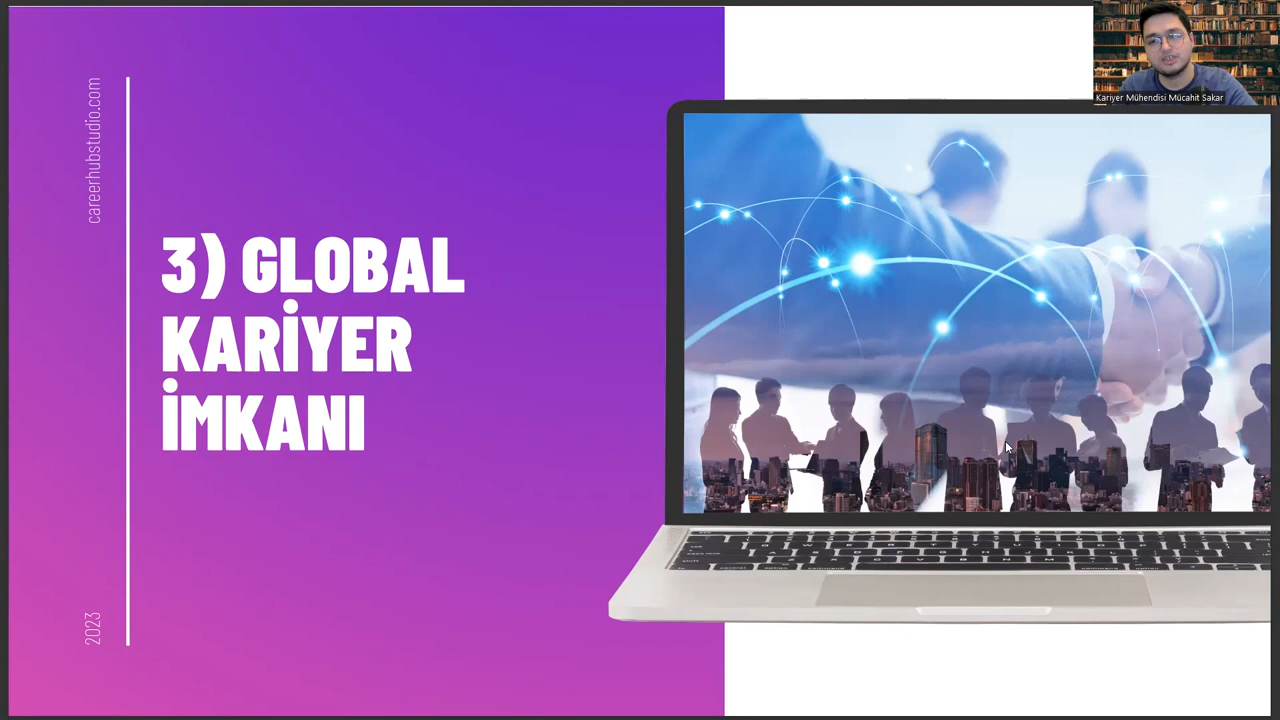 Kariyer Mühendisi Mücahit Sakar
careerhubstudio.com
3) GLOBAL
KARİYER
İMKANI
2023